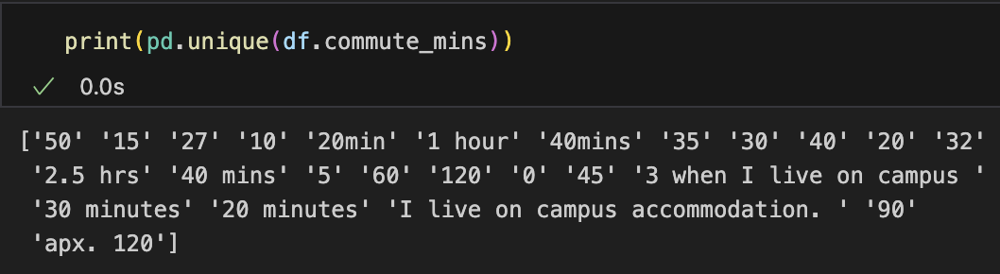 print(pd.unique(df.commute_mins))
✓ 0.0s
['50' '15' '27' '10' '20min' '1 hour' '40mins' '35' '30' '40' '20' '32'
'2.5 hrs' '40 mins' '5' '60' '120' '0' '45' '3 when I live on campus '
'30 minutes' '20 minutes' 'I live on campus accommodation. ' '90'
'apx. 120']